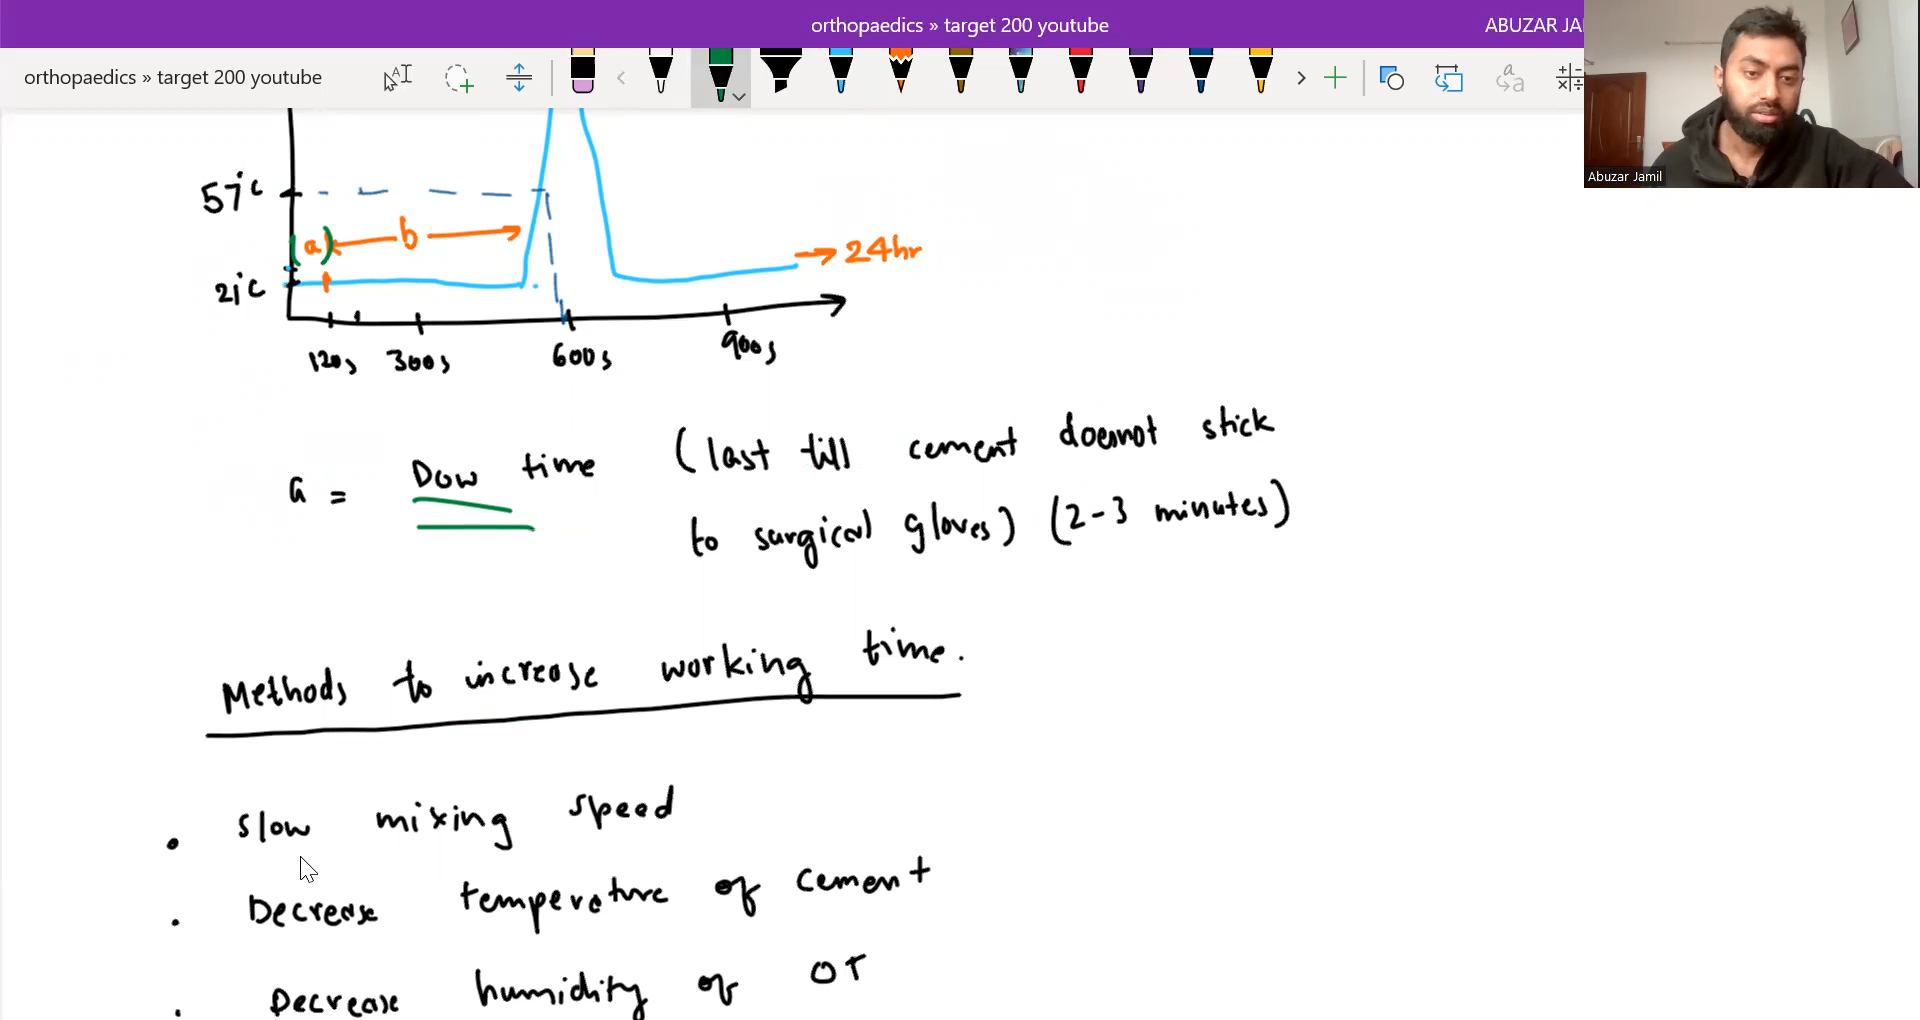 orthopaedics » target 200 youtube
ABUZAR JA
orthopaedics » target 200 youtube
Abuzar Jamil
57°C
(a) b
→ 24hr
21°C
120s 300s 600s 900s
a = Dow time (last till cement doesnot stick
to surgical gloves) (2-3 minutes)
Methods to increase working time.
• Slow mixing speed
• Decrease temperature of cement
• Decrease humidity of OT